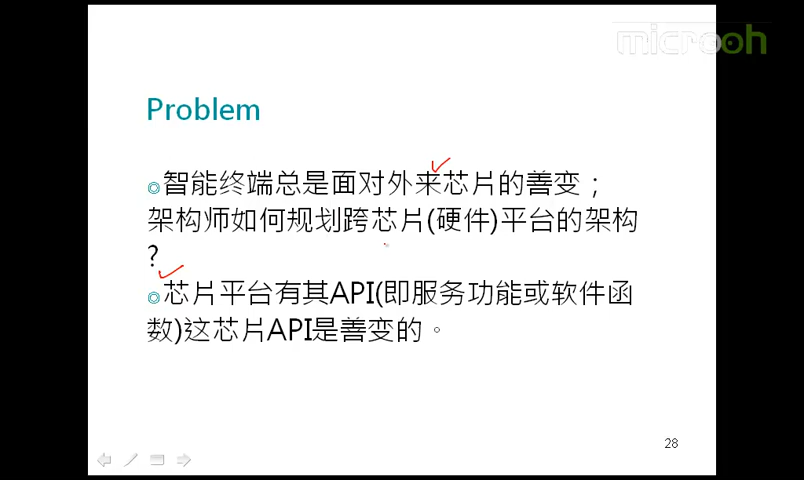 microoh
Problem
◎智能终端总是面对外来芯片的善变；
架构师如何规划跨芯片(硬件)平台的架构
?
◎芯片平台有其API(即服务功能或软件函
数)这芯片API是善变的。
28